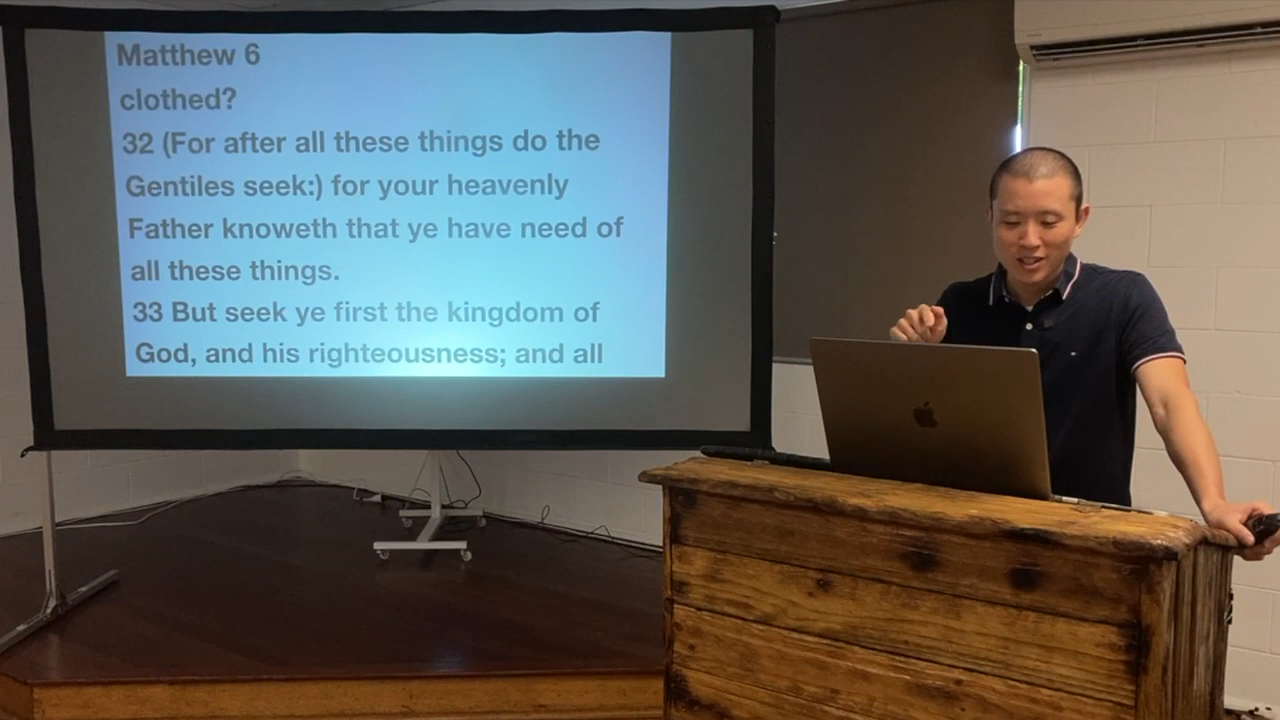 Matthew 6
clothed?
32 (For after all these things do the
Gentiles seek:) for your heavenly
Father knoweth that ye have need of
all these things.
33 But seek ye first the kingdom of
God, and his righteousness; and all